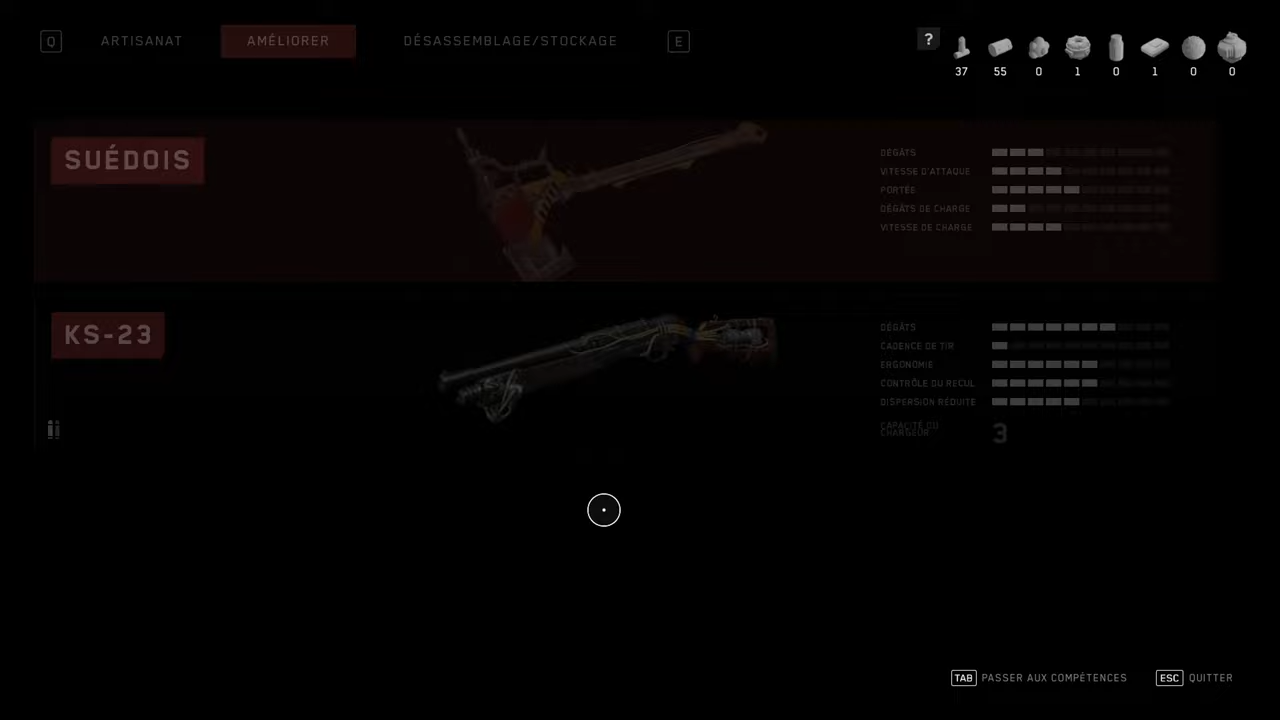 Q ARTISANAT AMÉLIORER DÉSASSEMBLAGE/STOCKAGE E ?
37 55 0 1 0 1 0 0
SUÉDOIS
DÉGÂTS
VITESSE D'ATTAQUE
PORTÉE
DÉGÂTS DE CHARGE
VITESSE DE CHARGE
KS-23
DÉGÂTS
CADENCE DE TIR
ERGONOMIE
CONTRÔLE DU RECUL
DISPERSION RÉDUITE
CAPACITÉ DU
CHARGEUR
3
TAB PASSER AUX COMPÉTENCES ESC QUITTER